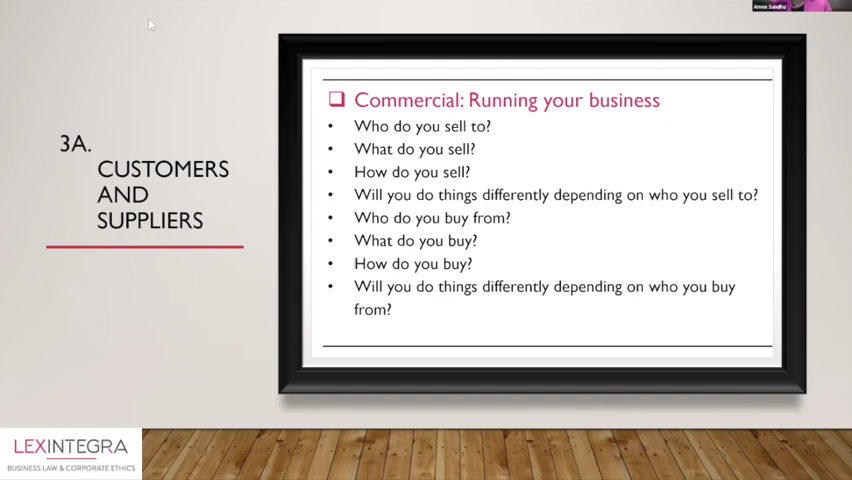 Amee Sandhu
3A.
CUSTOMERS
AND
SUPPLIERS
Commercial: Running your business
• Who do you sell to?
• What do you sell?
• How do you sell?
• Will you do things differently depending on who you sell to?
• Who do you buy from?
• What do you buy?
• How do you buy?
• Will you do things differently depending on who you buy
from?
LEXINTEGRA
BUSINESS LAW & CORPORATE ETHICS